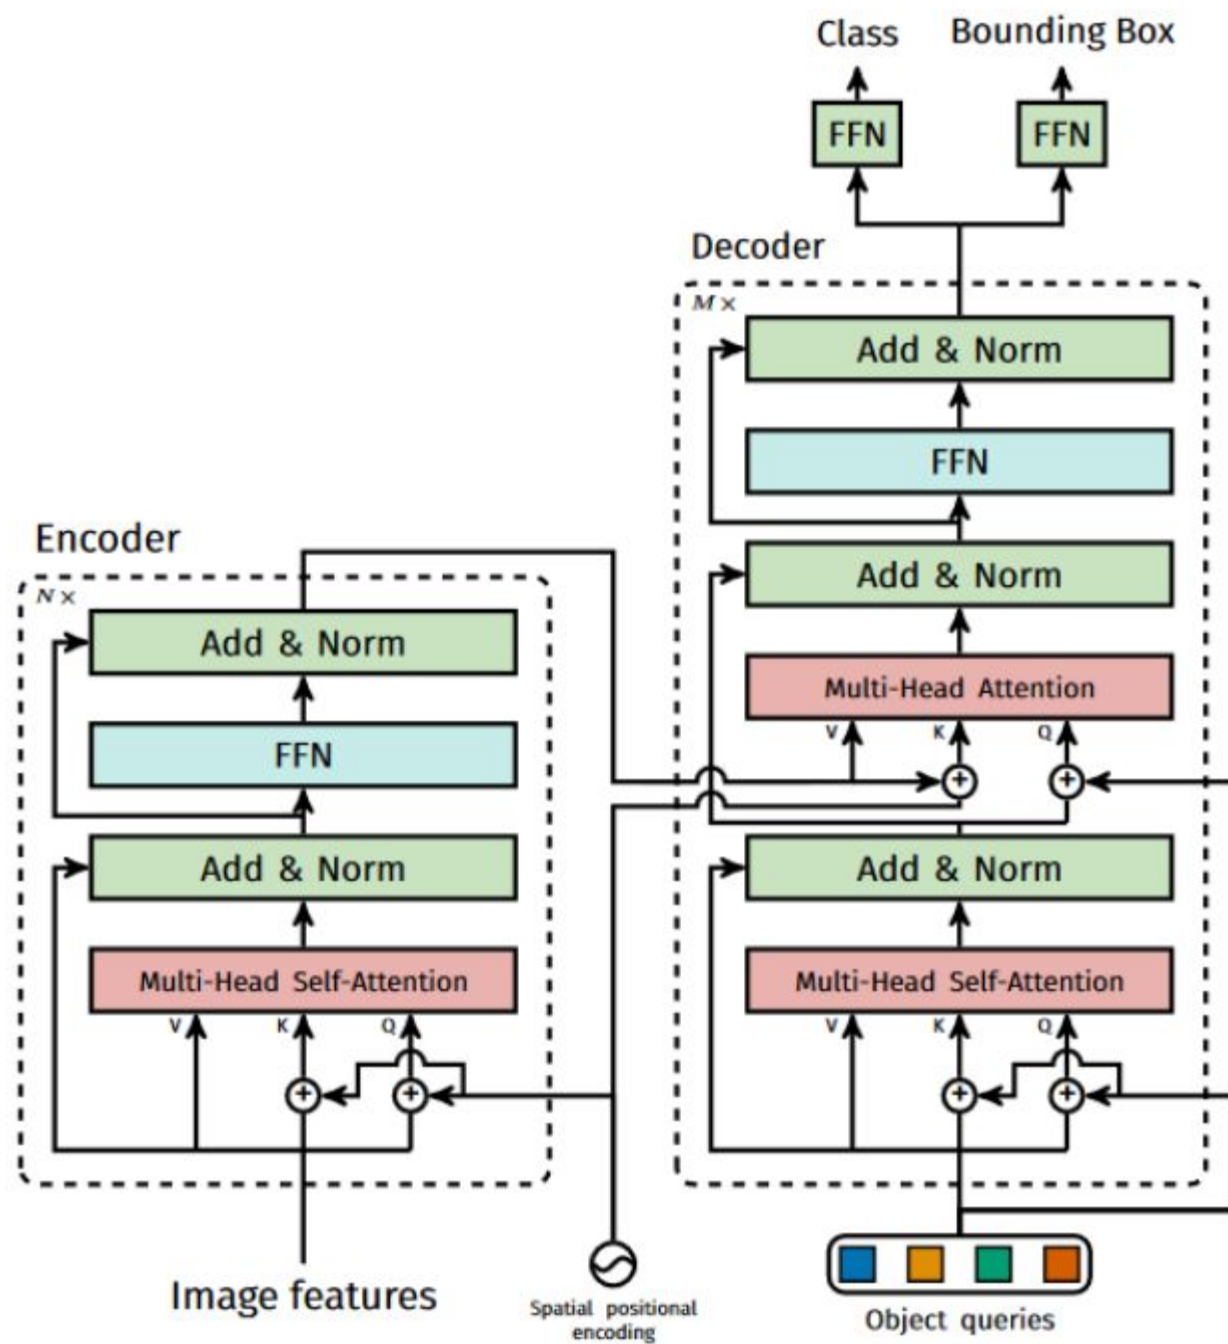 Class
Bounding Box
FFN
FFN
Decoder
M ×
Add & Norm
FFN
Add & Norm
Multi-Head Attention
V
K
Q
Add & Norm
Multi-Head Self-Attention
V
K
Q
Object queries
Encoder
N ×
Add & Norm
FFN
Add & Norm
Multi-Head Self-Attention
V
K
Q
Image features
Spatial positional
encoding